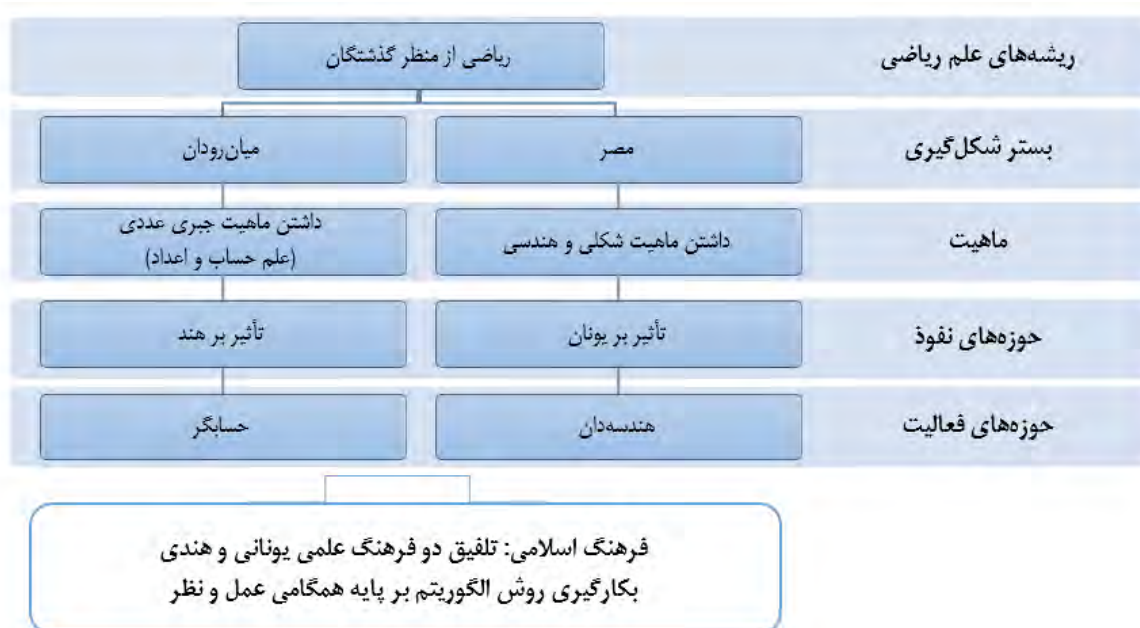 ریشه‌های علم ریاضی
ریاضی از منظر گذشتگان
بستر شکل‌گیری
مصر
میان‌رودان
ماهیت
داشتن ماهیت شکلی و هندسی
داشتن ماهیت جبری عددی
(علم حساب و اعداد)
حوزه‌های نفوذ
تأثیر بر یونان
تأثیر بر هند
حوزه‌های فعالیت
هندسه‌دان
حسابگر
فرهنگ اسلامی: تلفیق دو فرهنگ علمی یونانی و هندی
بکارگیری روش الگوریتم بر پایه همگامی عمل و نظر